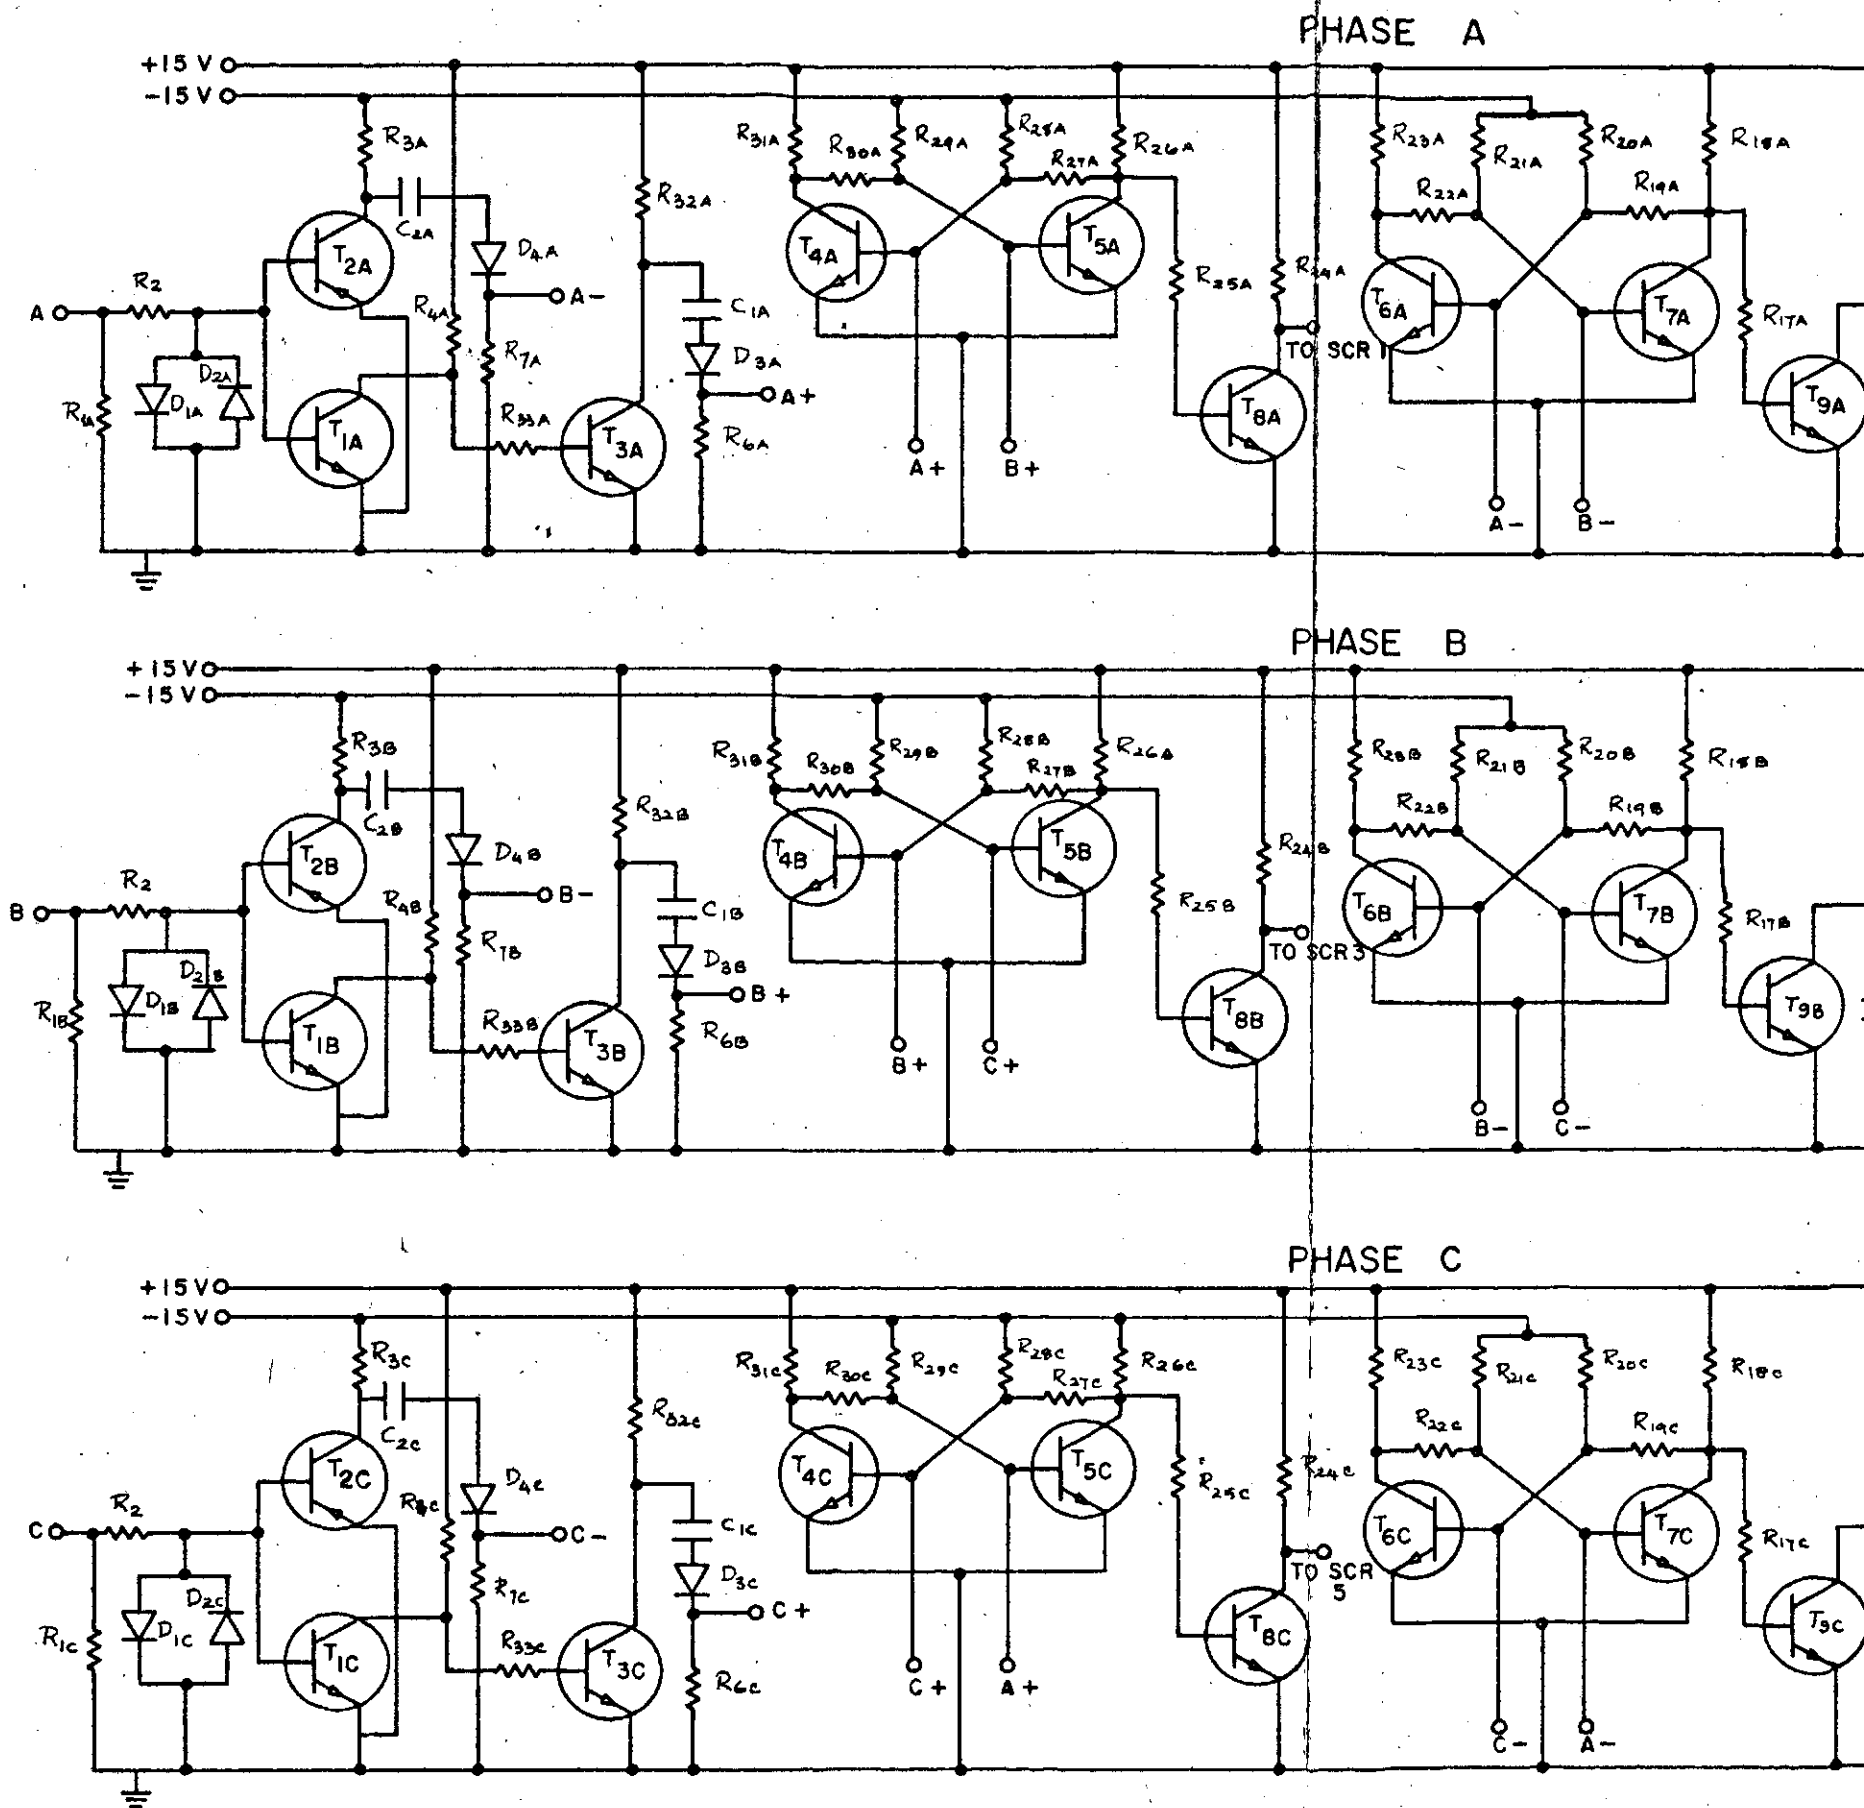 PHASE A
+15 V
-15 V
R3A
R31A
R30A
R29A
R28A
R27A
R26A
R23A
R21A
R20A
R18A
R22A
R19A
C2A
R32A
T2A
D4A
T4A
T5A
R25A
R24A
R2
A
A-
R4A
C1A
T6A
T7A
R17A
TO SCR 1
R7A
D3A
D2A
D1A
R1A
A+
T1A
R33A
T3A
R6A
T8A
T9A
A+
B+
A-
B-
PHASE B
+15V
-15V
R3B
R31B
R30B
R29B
R28B
R27B
R26A
R28B
R21B
R20B
R18B
R22B
R19B
C2B
R32B
T2B
D4B
T4B
T5B
R24B
R2
B
B-
R4B
C1B
R25B
T6B
T7B
R17B
R7B
TO SCR 3
D2B
D3B
D1B
R1B
B+
T1B
R33B
T3B
R6B
T8B
T9B
B+
C+
B-
C-
PHASE C
+15V
-15V
R3C
R31C
R30C
R29C
R28C
R27C
R26C
R23C
R21C
R20C
R18C
R22C
R19C
C2C
R32C
T2C
D4C
T4C
T5C
R25C
R24C
R2
C
C-
C1C
T6C
T7C
R17C
TO SCR
5
R7C
D3C
D2C
D1C
R1C
C+
T1C
R33C
T3C
R6C
T8C
T9C
C+
A+
C-
A-